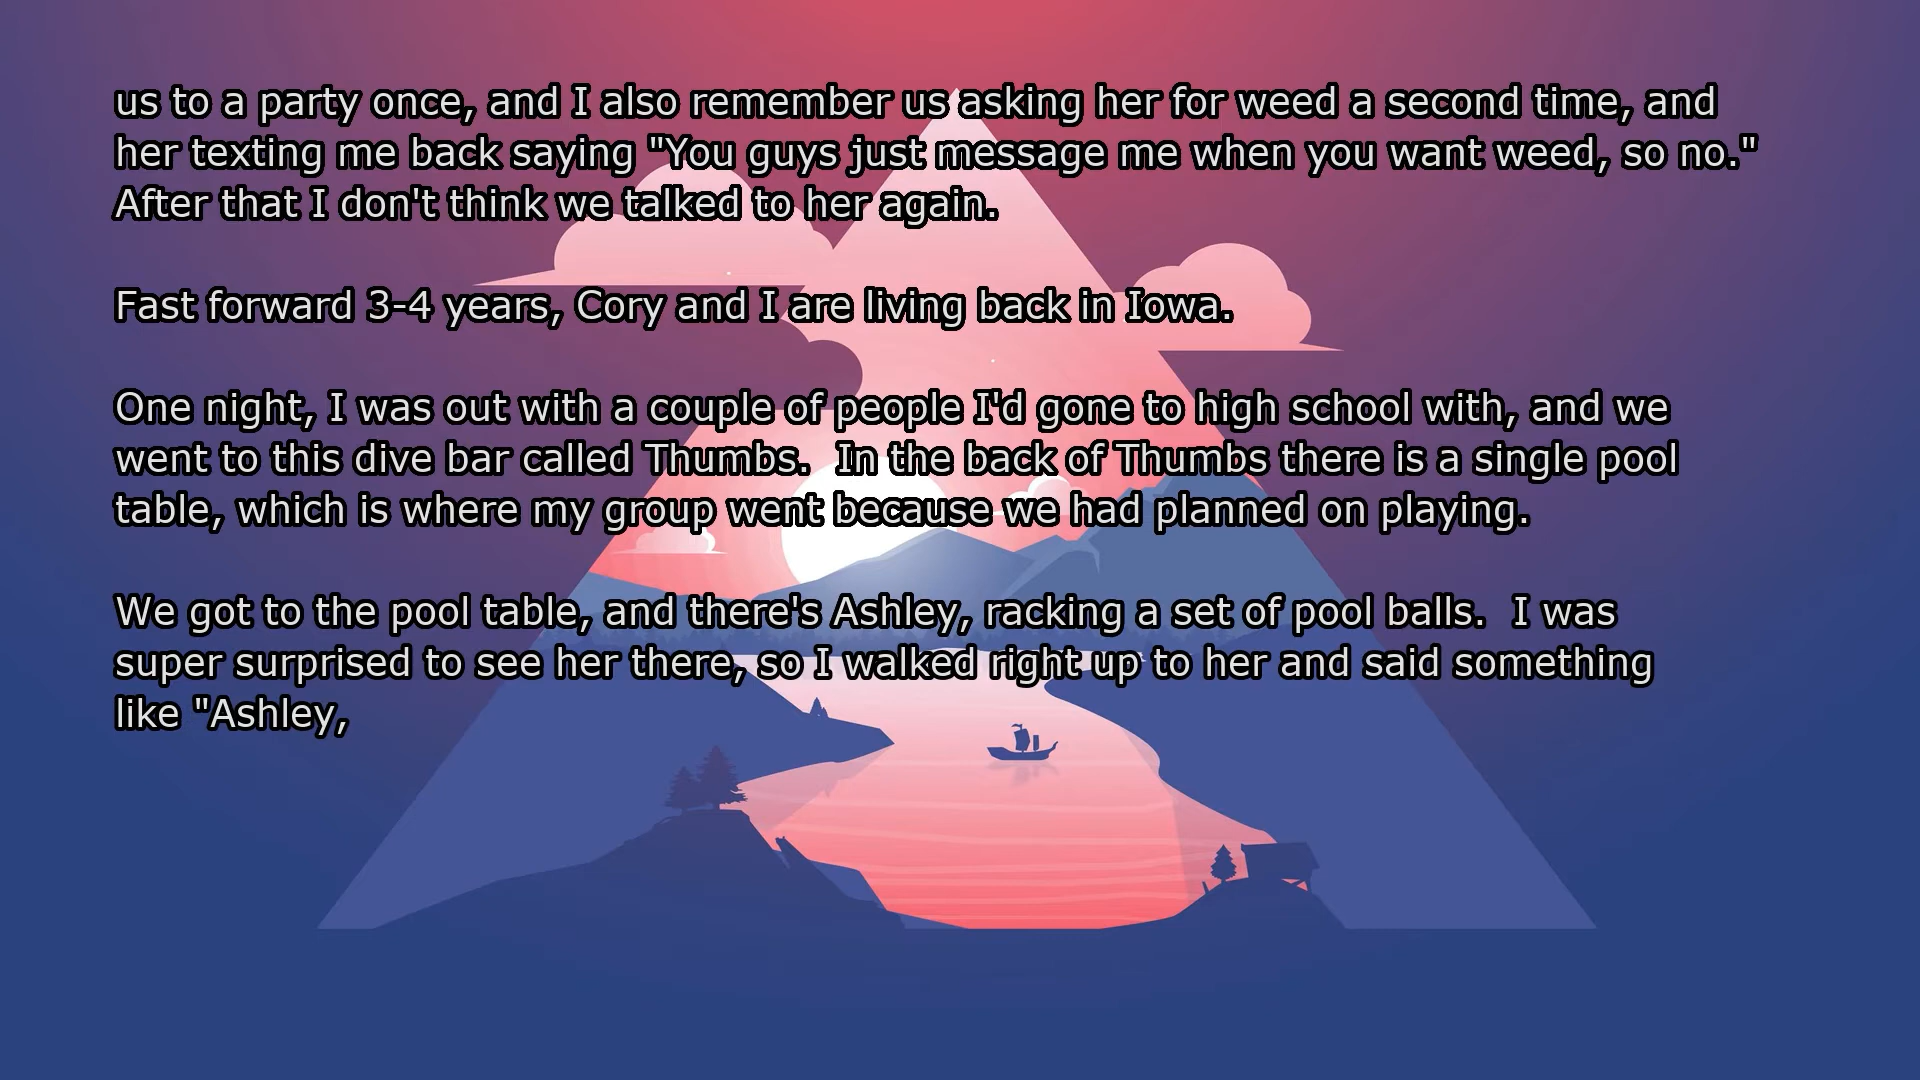 us to a party once, and I also remember us asking her for weed a second time, and
her texting me back saying "You guys just message me when you want weed, so no."
After that I don't think we talked to her again.
Fast forward 3-4 years, Cory and I are living back in Iowa.
One night, I was out with a couple of people I'd gone to high school with, and we
went to this dive bar called Thumbs.  In the back of Thumbs there is a single pool
table, which is where my group went because we had planned on playing.
We got to the pool table, and there's Ashley, racking a set of pool balls.  I was
super surprised to see her there, so I walked right up to her and said something
like "Ashley,